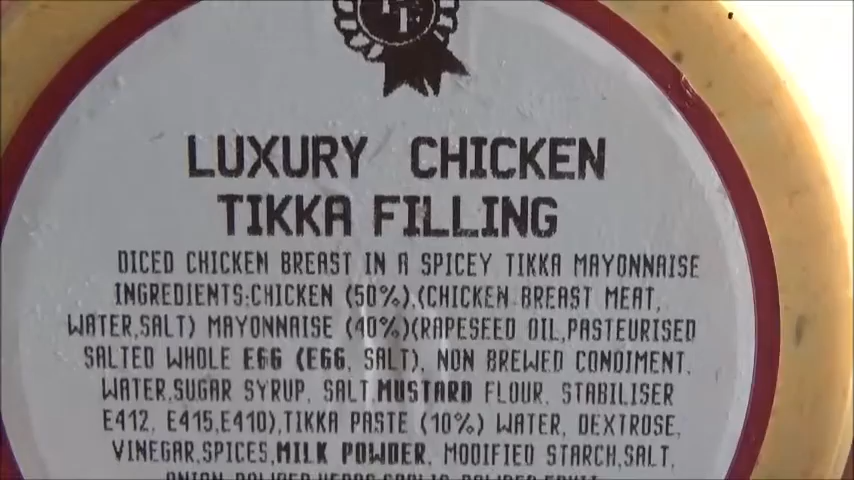 LUXURY CHICKEN
TIKKA FILLING
DICED CHICKEN BREAST IN A SPICEY TIKKA MAYONNAISE
INGREDIENTS:CHICKEN (50%).(CHICKEN BREAST MEAT,
WATER,SALT) MAYONNAISE (40%)(RAPESEED OIL,PASTEURISED
SALTED WHOLE EGG (EGG, SALT), NON BREWED CONDIMENT,
WATER,SUGAR SYRUP, SALT,MUSTARD FLOUR, STABILISER
E412, E415,E410),TIKKA PASTE (10%), WATER, DEXTROSE,
VINEGAR,SPICES,MILK POWDER, MODIFIED STARCH,SALT,